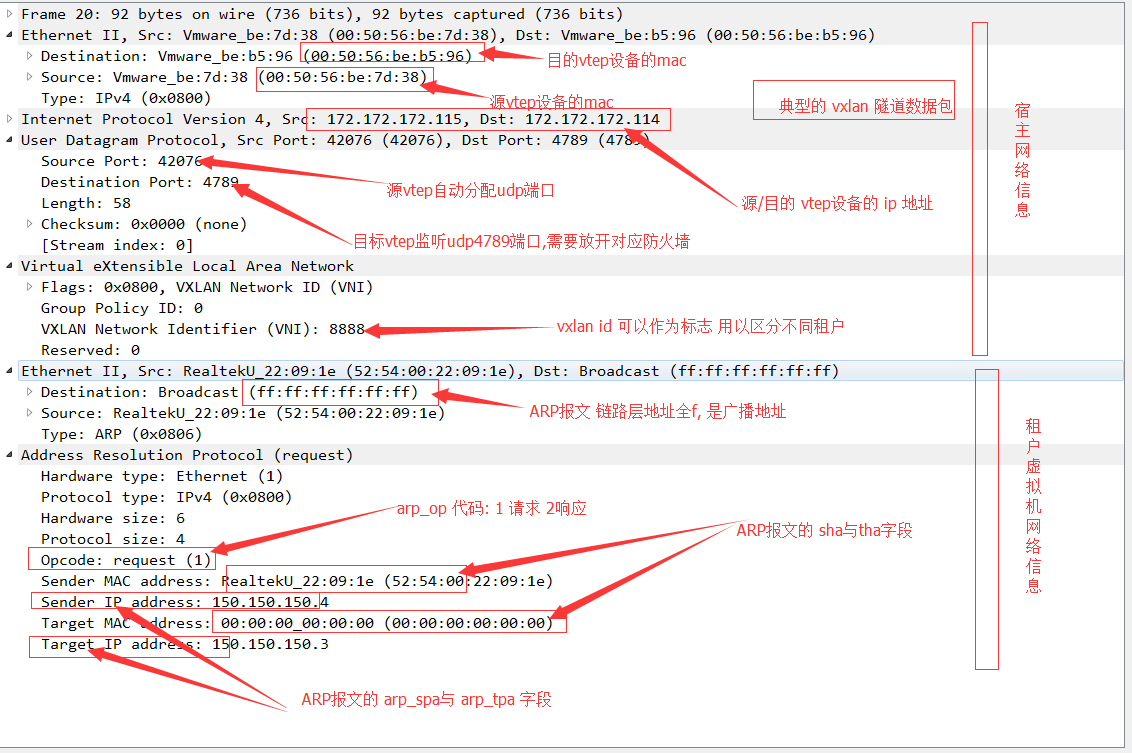 Frame 20: 92 bytes on wire (736 bits), 92 bytes captured (736 bits)
Ethernet II, Src: Vmware_be:7d:38 (00:50:56:be:7d:38), Dst: Vmware_be:b5:96 (00:50:56:be:b5:96)
Destination: Vmware_be:b5:96 (00:50:56:be:b5:96)
目的vtep设备的mac
Source: Vmware_be:7d:38 (00:50:56:be:7d:38)
源vtep设备的mac
Type: IPv4 (0x0800)
典型的 vxlan 隧道数据包
宿主网络信息
Internet Protocol Version 4, Src: 172.172.172.115, Dst: 172.172.172.114
User Datagram Protocol, Src Port: 42076 (42076), Dst Port: 4789 (4789)
Source Port: 42076
源vtep自动分配udp端口
Destination Port: 4789
源/目的 vtep设备的 ip 地址
Length: 58
Checksum: 0x0000 (none)
目标vtep监听udp4789端口,需要放开对应防火墙
[Stream index: 0]
Virtual eXtensible Local Area Network
Flags: 0x0800, VXLAN Network ID (VNI)
Group Policy ID: 0
VXLAN Network Identifier (VNI): 8888
vxlan id 可以作为标志 用以区分不同租户
Reserved: 0
Ethernet II, Src: RealtekU_22:09:1e (52:54:00:22:09:1e), Dst: Broadcast (ff:ff:ff:ff:ff:ff)
Destination: Broadcast (ff:ff:ff:ff:ff:ff)
ARP报文 链路层地址全f, 是广播地址
Source: RealtekU_22:09:1e (52:54:00:22:09:1e)
Type: ARP (0x0806)
租户虚拟机网络信息
Address Resolution Protocol (request)
Hardware type: Ethernet (1)
Protocol type: IPv4 (0x0800)
arp_op 代码: 1 请求 2响应
Hardware size: 6
Protocol size: 4
ARP报文的 sha与tha字段
Opcode: request (1)
Sender MAC address: RealtekU_22:09:1e (52:54:00:22:09:1e)
Sender IP address: 150.150.150.4
Target MAC address: 00:00:00_00:00:00 (00:00:00:00:00:00)
Target IP address: 150.150.150.3
ARP报文的 arp_spa与 arp_tpa 字段